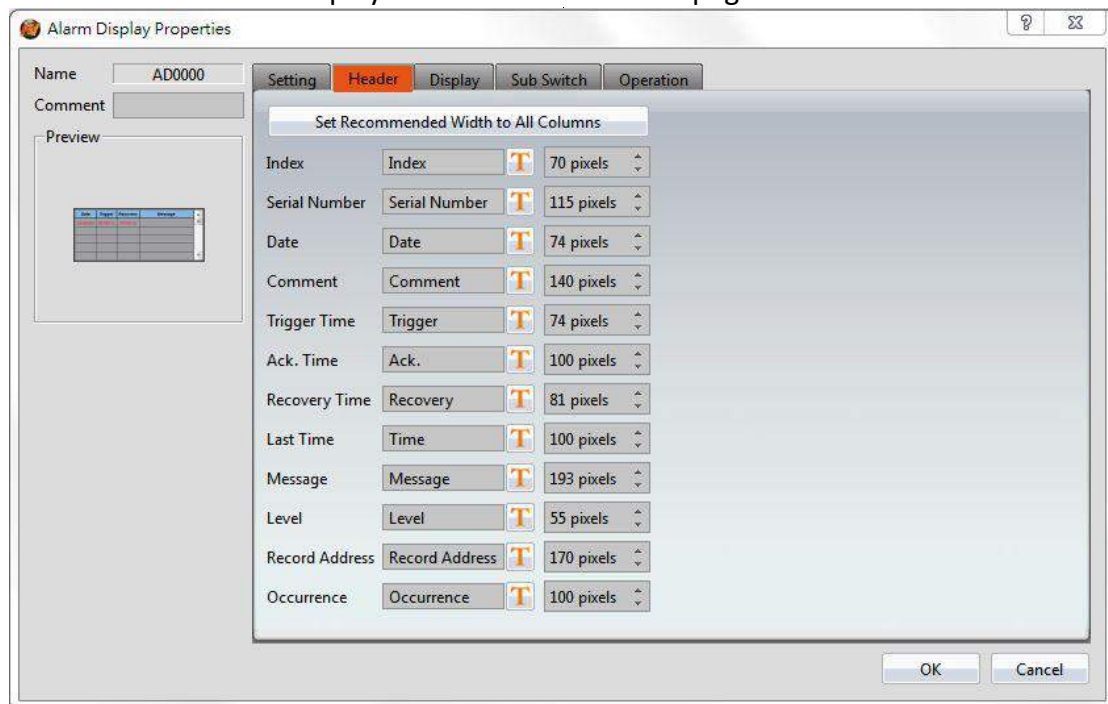 Alarm Display Properties
Name AD0000
Comment
Preview
Date Trigger Recovery Message
Setting Header Display Sub Switch Operation
Set Recommended Width to All Columns
Index Index T 70 pixels
Serial Number Serial Number T 115 pixels
Date Date T 74 pixels
Comment Comment T 140 pixels
Trigger Time Trigger T 74 pixels
Ack. Time Ack. T 100 pixels
Recovery Time Recovery T 81 pixels
Last Time Time T 100 pixels
Message Message T 193 pixels
Level Level T 55 pixels
Record Address Record Address T 170 pixels
Occurrence Occurrence T 100 pixels
OK Cancel